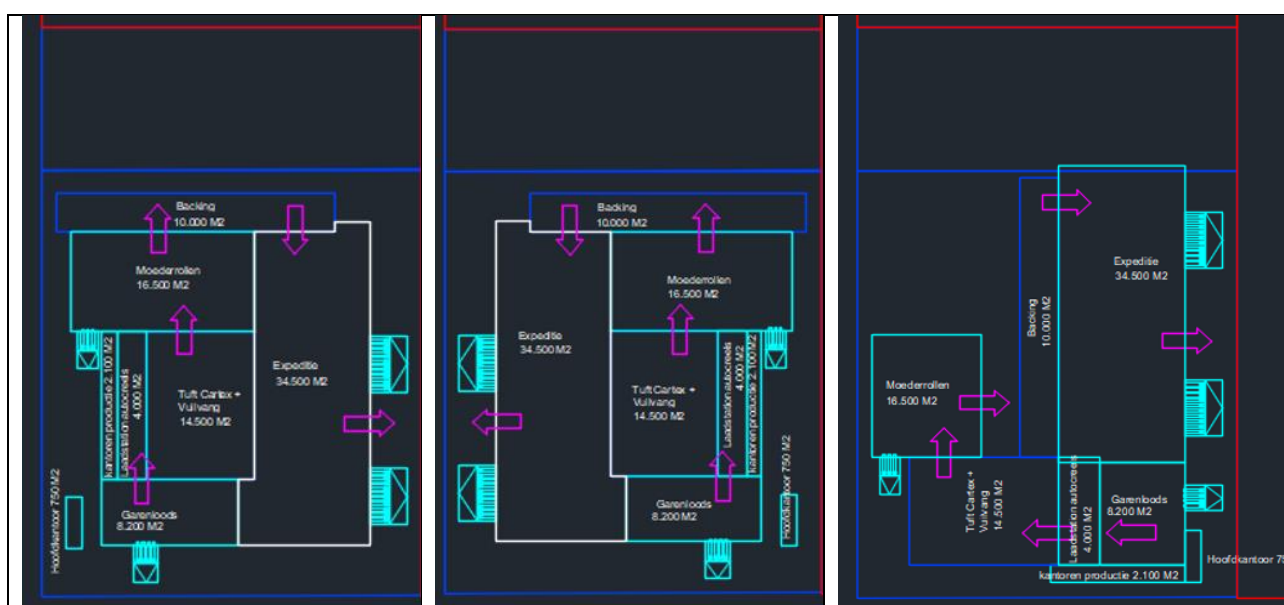 Backing
10.000 M2
Moederrollen
16.500 M2
kantoren productie 2.100 M2
Laadstation autocreels
4.000 M2
Tuft Cartex +
Vuilvang
14.500 M2
Expeditie
34.500 M2
Hoofdkantoor 750 M2
Garenloods
8.200 M2
Backing
10.000 M2
Moederrollen
16.500 M2
Expeditie
34.500 M2
Tuft Cartex +
Vuilvang
14.500 M2
Laadstation autocreels
4.000 M2
kantoren productie 2.100 M2
Hoofdkantoor 750 M2
Garenloods
8.200 M2
Expeditie
34.500 M2
Backing
10.000 M2
Moederrollen
16.500 M2
Tuft Cartex +
Vuilvang
14.500 M2
Laadstation autocreels
4.000 M2
Garenloods
8.200 M2
Hoofdkantoor 75
kantoren productie 2.100 M2